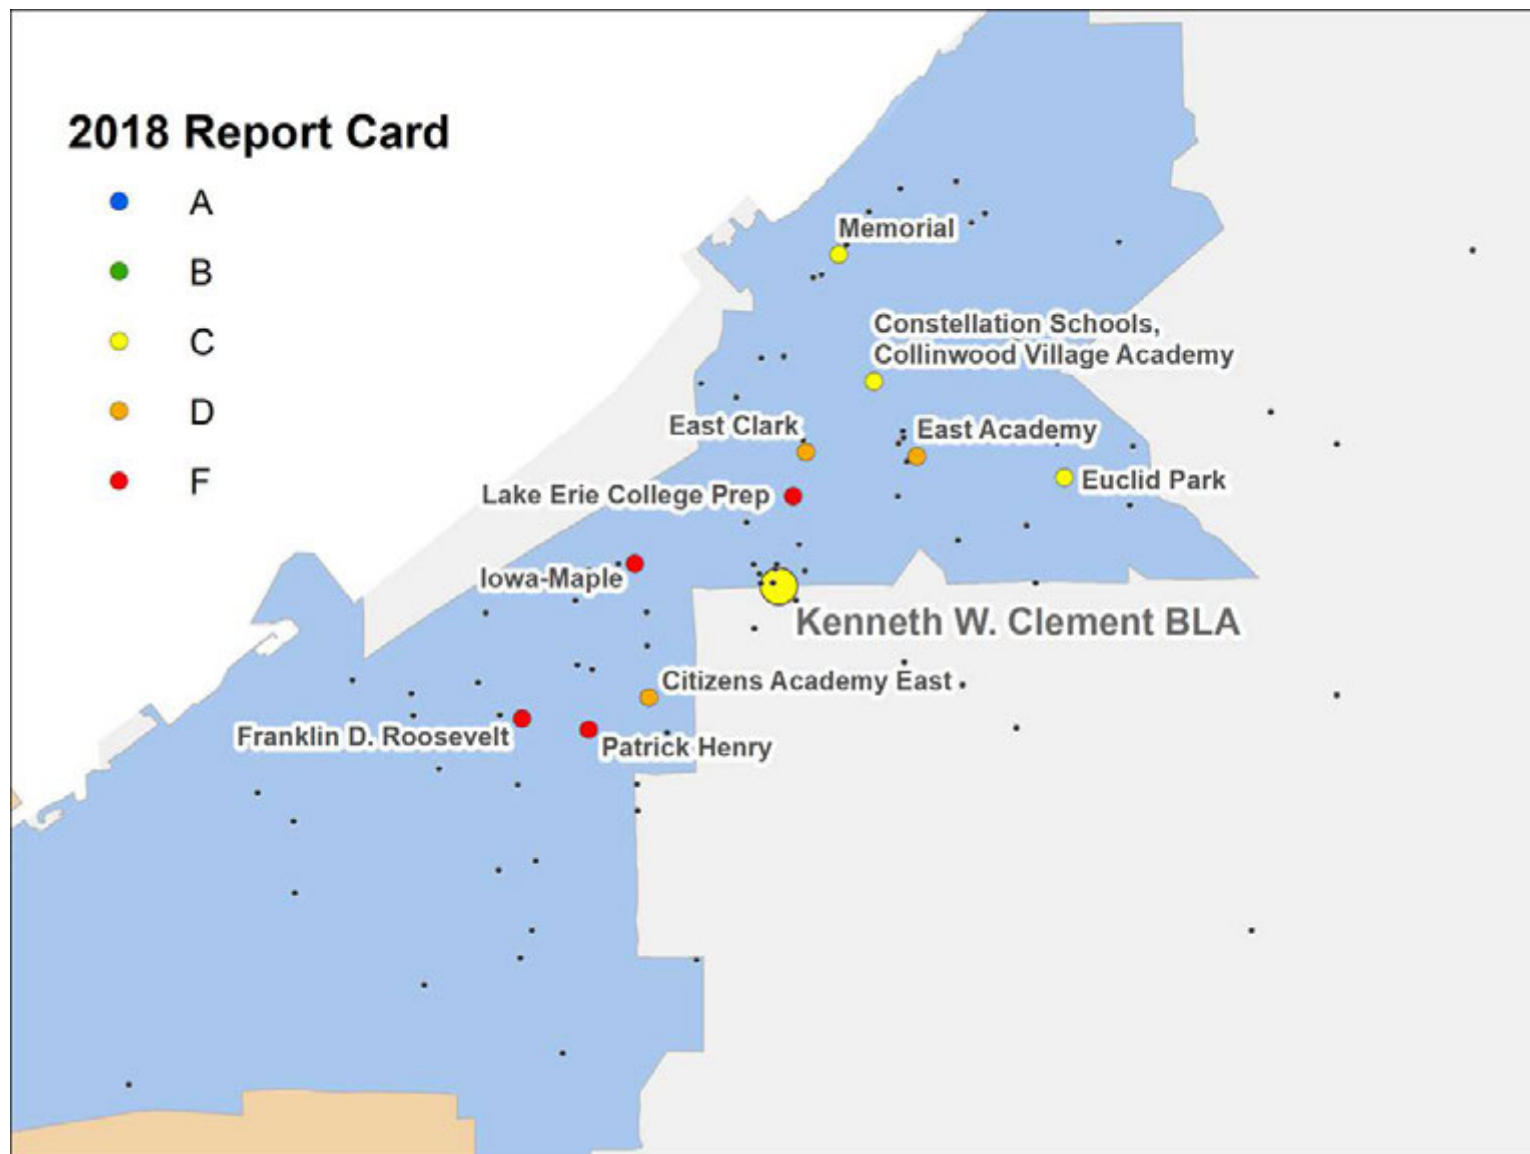 2018 Report Card
A
B
C
D
F
Memorial
Constellation Schools,
Collinwood Village Academy
East Clark
East Academy
Euclid Park
Lake Erie College Prep
Iowa-Maple
Kenneth W. Clement BLA
Citizens Academy East
Franklin D. Roosevelt
Patrick Henry